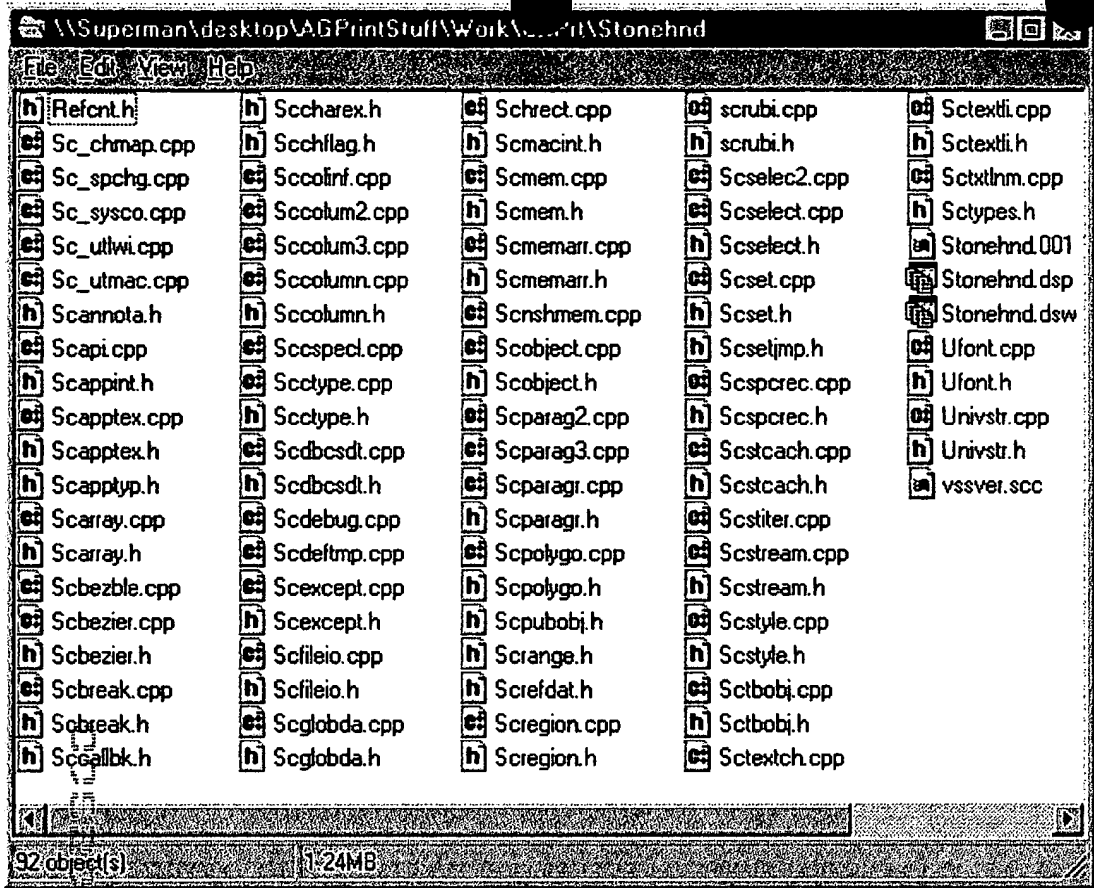 \\Superman\desktop\AGPrintStuff\Work\ \Stonehnd
File Edit View Help
Refcnt.h
Sc_chmap.cpp
Sc_spchg.cpp
Sc_sysco.cpp
Sc_utlwi.cpp
Sc_utmac.cpp
Scannota.h
Scapi.cpp
Scappint.h
Scapptex.cpp
Scapptex.h
Scapptyp.h
Scarray.cpp
Scarray.h
Scbezble.cpp
Scbezier.cpp
Scbezier.h
Scbreak.cpp
Scbreak.h
Sccallbk.h
Sccharex.h
Scchflag.h
Sccolinf.cpp
Sccolum2.cpp
Sccolum3.cpp
Sccolumn.cpp
Sccolumn.h
Sccspecl.cpp
Scctype.cpp
Scctype.h
Scdbcsdt.cpp
Scdbcsdt.h
Scdebug.cpp
Scdeftmp.cpp
Scexcept.cpp
Scexcept.h
Scfileio.cpp
Scfileio.h
Scglobda.cpp
Scglobda.h
Schrect.cpp
Scmacint.h
Scmem.cpp
Scmem.h
Scmemarr.cpp
Scmemarr.h
Scnshmem.cpp
Scobject.cpp
Scobject.h
Scparag2.cpp
Scparag3.cpp
Scparagr.cpp
Scparagr.h
Scpolygo.cpp
Scpolygo.h
Scpubobj.h
Scrange.h
Screfdat.h
Scregion.cpp
Scregion.h
scrubi.cpp
scrubi.h
Scselec2.cpp
Scselect.cpp
Scselect.h
Scset.cpp
Scset.h
Scsetjmp.h
Scspcrec.cpp
Scspcrec.h
Scstcach.cpp
Scstcach.h
Scstiter.cpp
Scstream.cpp
Scstream.h
Scstyle.cpp
Scstyle.h
Sctbobj.cpp
Sctbobj.h
Sctextch.cpp
Sctextli.cpp
Sctextli.h
Sctxtlnm.cpp
Sctypes.h
Stonehnd.001
Stonehnd.dsp
Stonehnd.dsw
Ufont.cpp
Ufont.h
Univstr.cpp
Univstr.h
vssver.scc
92 object(s)
1.24MB